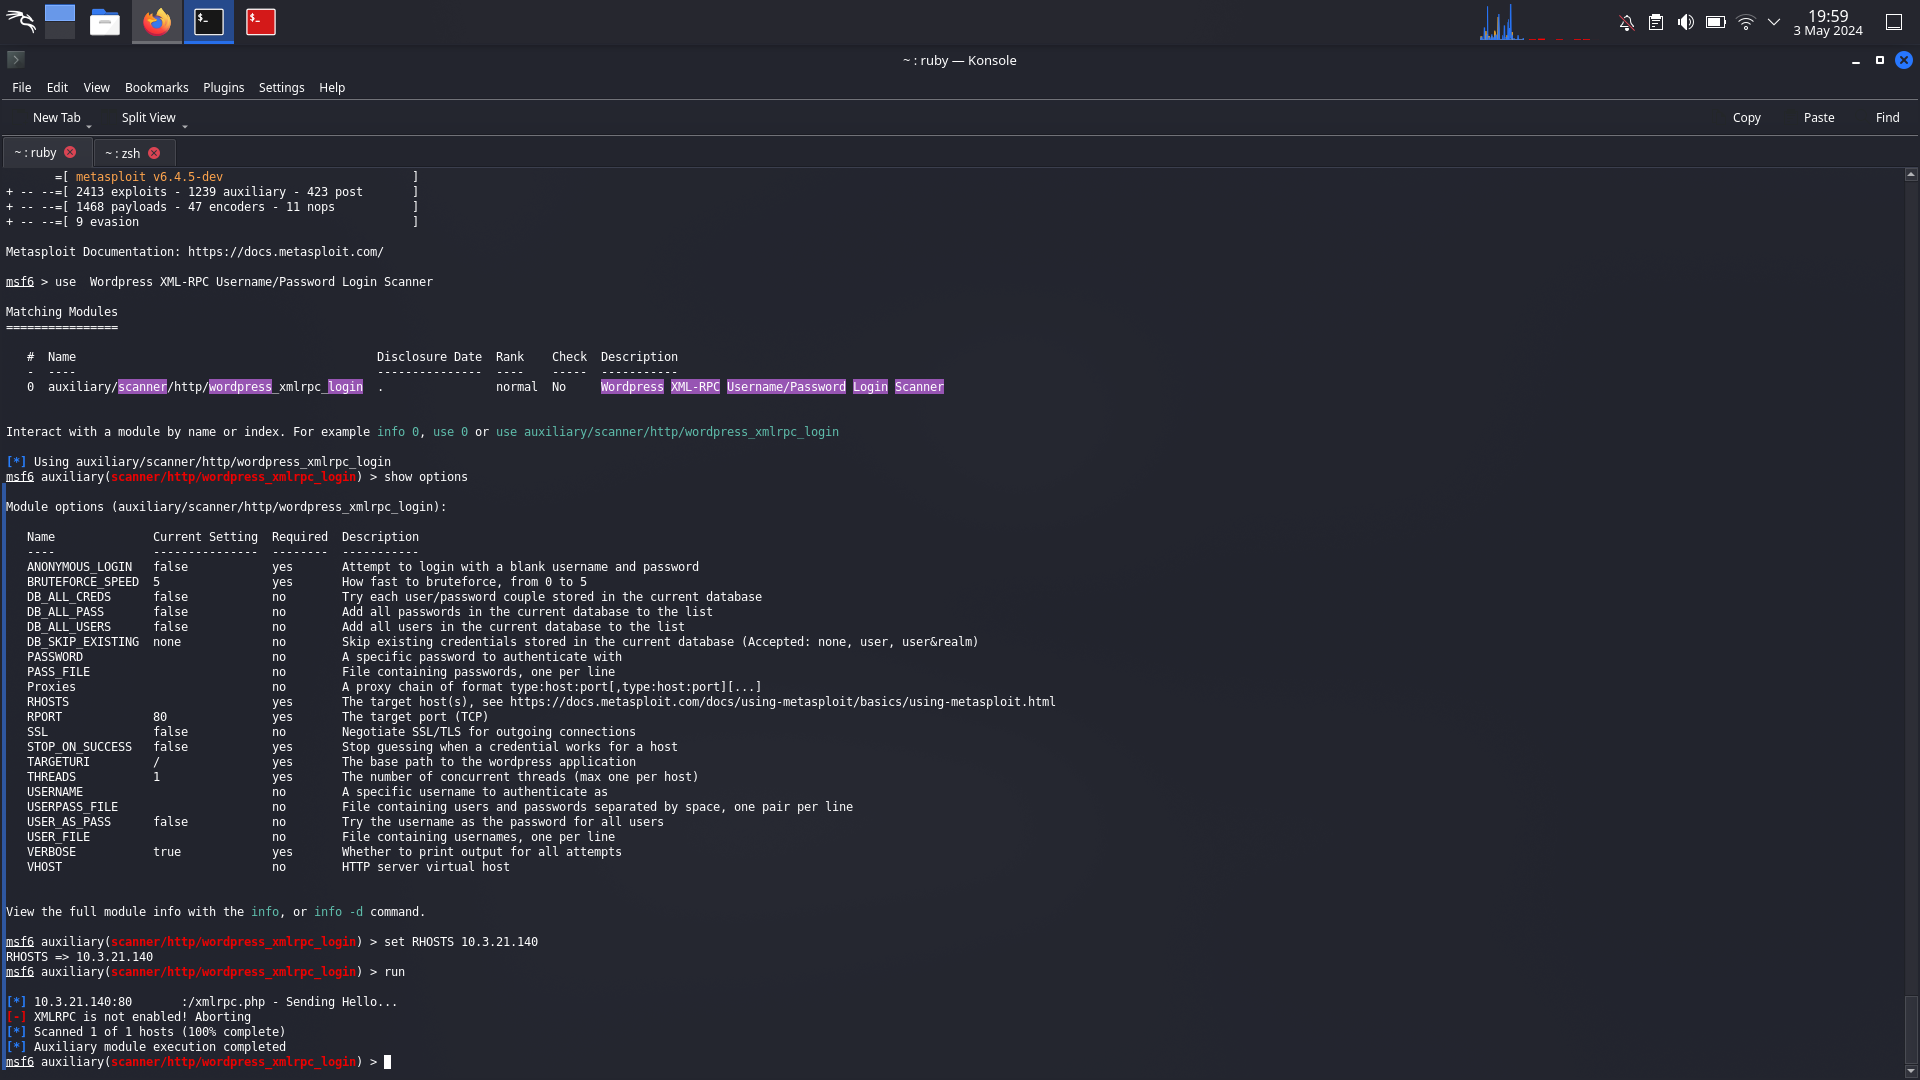 19:59
3 May 2024
~ : ruby — Konsole
File Edit View Bookmarks Plugins Settings Help
New Tab Split View Copy Paste Find
~ : ruby ~ : zsh
=[ metasploit v6.4.5-dev ]
+ -- --=[ 2413 exploits - 1239 auxiliary - 423 post ]
+ -- --=[ 1468 payloads - 47 encoders - 11 nops ]
+ -- --=[ 9 evasion ]
Metasploit Documentation: https://docs.metasploit.com/
msf6 > use  Wordpress XML-RPC Username/Password Login Scanner
Matching Modules
================
#  Name  Disclosure Date  Rank  Check  Description
-  ----  ---------------  ----  -----  -----------
0  auxiliary/scanner/http/wordpress_xmlrpc_login  .  normal  No  Wordpress XML-RPC Username/Password Login Scanner
Interact with a module by name or index. For example info 0, use 0 or use auxiliary/scanner/http/wordpress_xmlrpc_login
[*] Using auxiliary/scanner/http/wordpress_xmlrpc_login
msf6 auxiliary(scanner/http/wordpress_xmlrpc_login) > show options
Module options (auxiliary/scanner/http/wordpress_xmlrpc_login):
Name  Current Setting  Required  Description
----  ---------------  --------  -----------
ANONYMOUS_LOGIN  false  yes  Attempt to login with a blank username and password
BRUTEFORCE_SPEED  5  yes  How fast to bruteforce, from 0 to 5
DB_ALL_CREDS  false  no  Try each user/password couple stored in the current database
DB_ALL_PASS  false  no  Add all passwords in the current database to the list
DB_ALL_USERS  false  no  Add all users in the current database to the list
DB_SKIP_EXISTING  none  no  Skip existing credentials stored in the current database (Accepted: none, user, user&realm)
PASSWORD  no  A specific password to authenticate with
PASS_FILE  no  File containing passwords, one per line
Proxies  no  A proxy chain of format type:host:port[,type:host:port][...]
RHOSTS  yes  The target host(s), see https://docs.metasploit.com/docs/using-metasploit/basics/using-metasploit.html
RPORT  80  yes  The target port (TCP)
SSL  false  no  Negotiate SSL/TLS for outgoing connections
STOP_ON_SUCCESS  false  yes  Stop guessing when a credential works for a host
TARGETURI  /  yes  The base path to the wordpress application
THREADS  1  yes  The number of concurrent threads (max one per host)
USERNAME  no  A specific username to authenticate as
USERPASS_FILE  no  File containing users and passwords separated by space, one pair per line
USER_AS_PASS  false  no  Try the username as the password for all users
USER_FILE  no  File containing usernames, one per line
VERBOSE  true  yes  Whether to print output for all attempts
VHOST  no  HTTP server virtual host
View the full module info with the info, or info -d command.
msf6 auxiliary(scanner/http/wordpress_xmlrpc_login) > set RHOSTS 10.3.21.140
RHOSTS => 10.3.21.140
msf6 auxiliary(scanner/http/wordpress_xmlrpc_login) > run
[*] 10.3.21.140:80  :/xmlrpc.php - Sending Hello...
[-] XMLRPC is not enabled! Aborting
[*] Scanned 1 of 1 hosts (100% complete)
[*] Auxiliary module execution completed
msf6 auxiliary(scanner/http/wordpress_xmlrpc_login) >